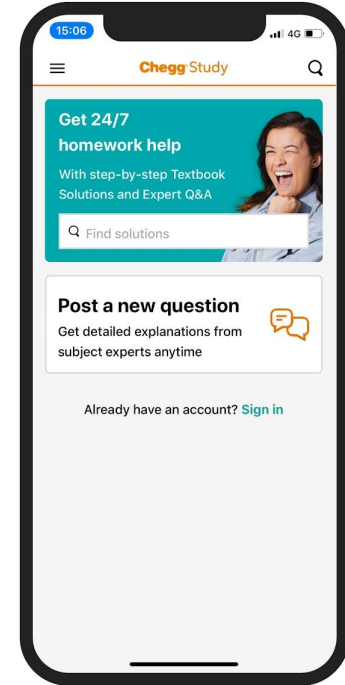 15:06
4G
Chegg Study
Get 24/7
homework help
With step-by-step Textbook
Solutions and Expert Q&A
Find solutions
Post a new question
Get detailed explanations from
subject experts anytime
Already have an account? Sign in